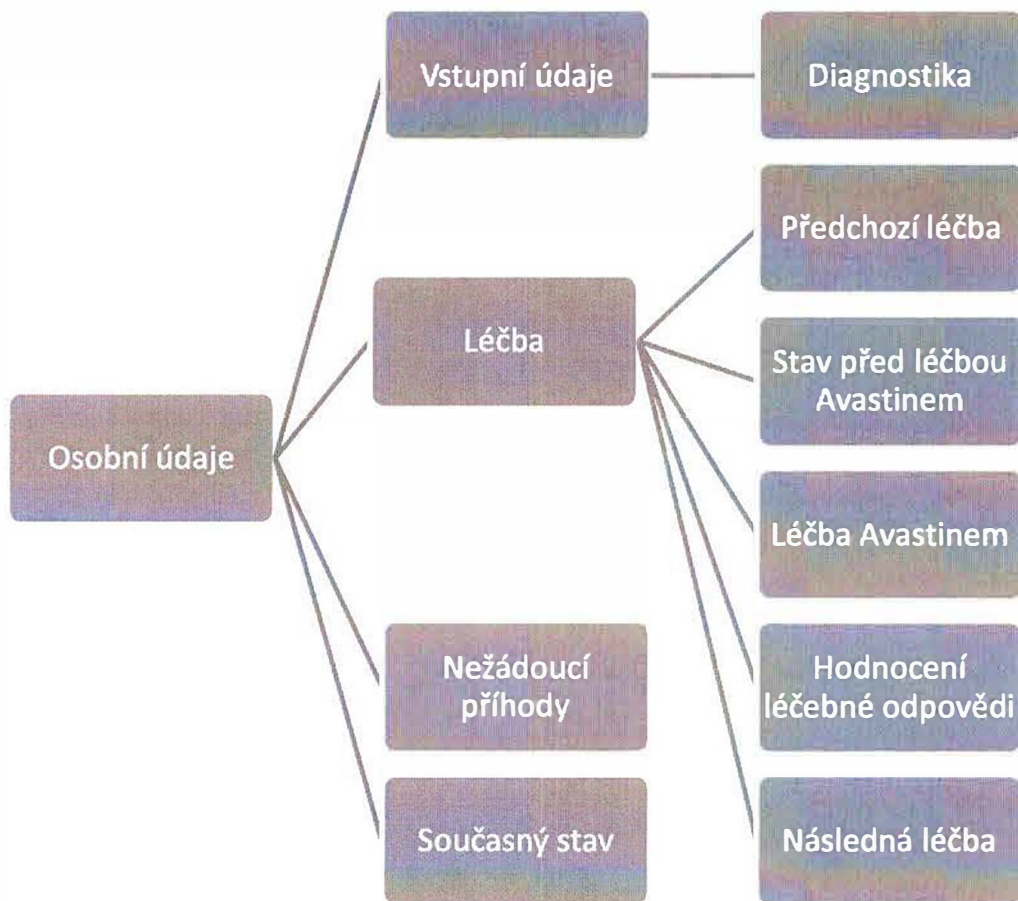 Vstupní údaje
Diagnostika
Předchozí léčba
Léčba
Stav před léčbou
Avastinem
Osobní údaje
Léčba Avastinem
Nežádoucí
příhody
Hodnocení
léčebné odpovědi
Současný stav
Následná léčba